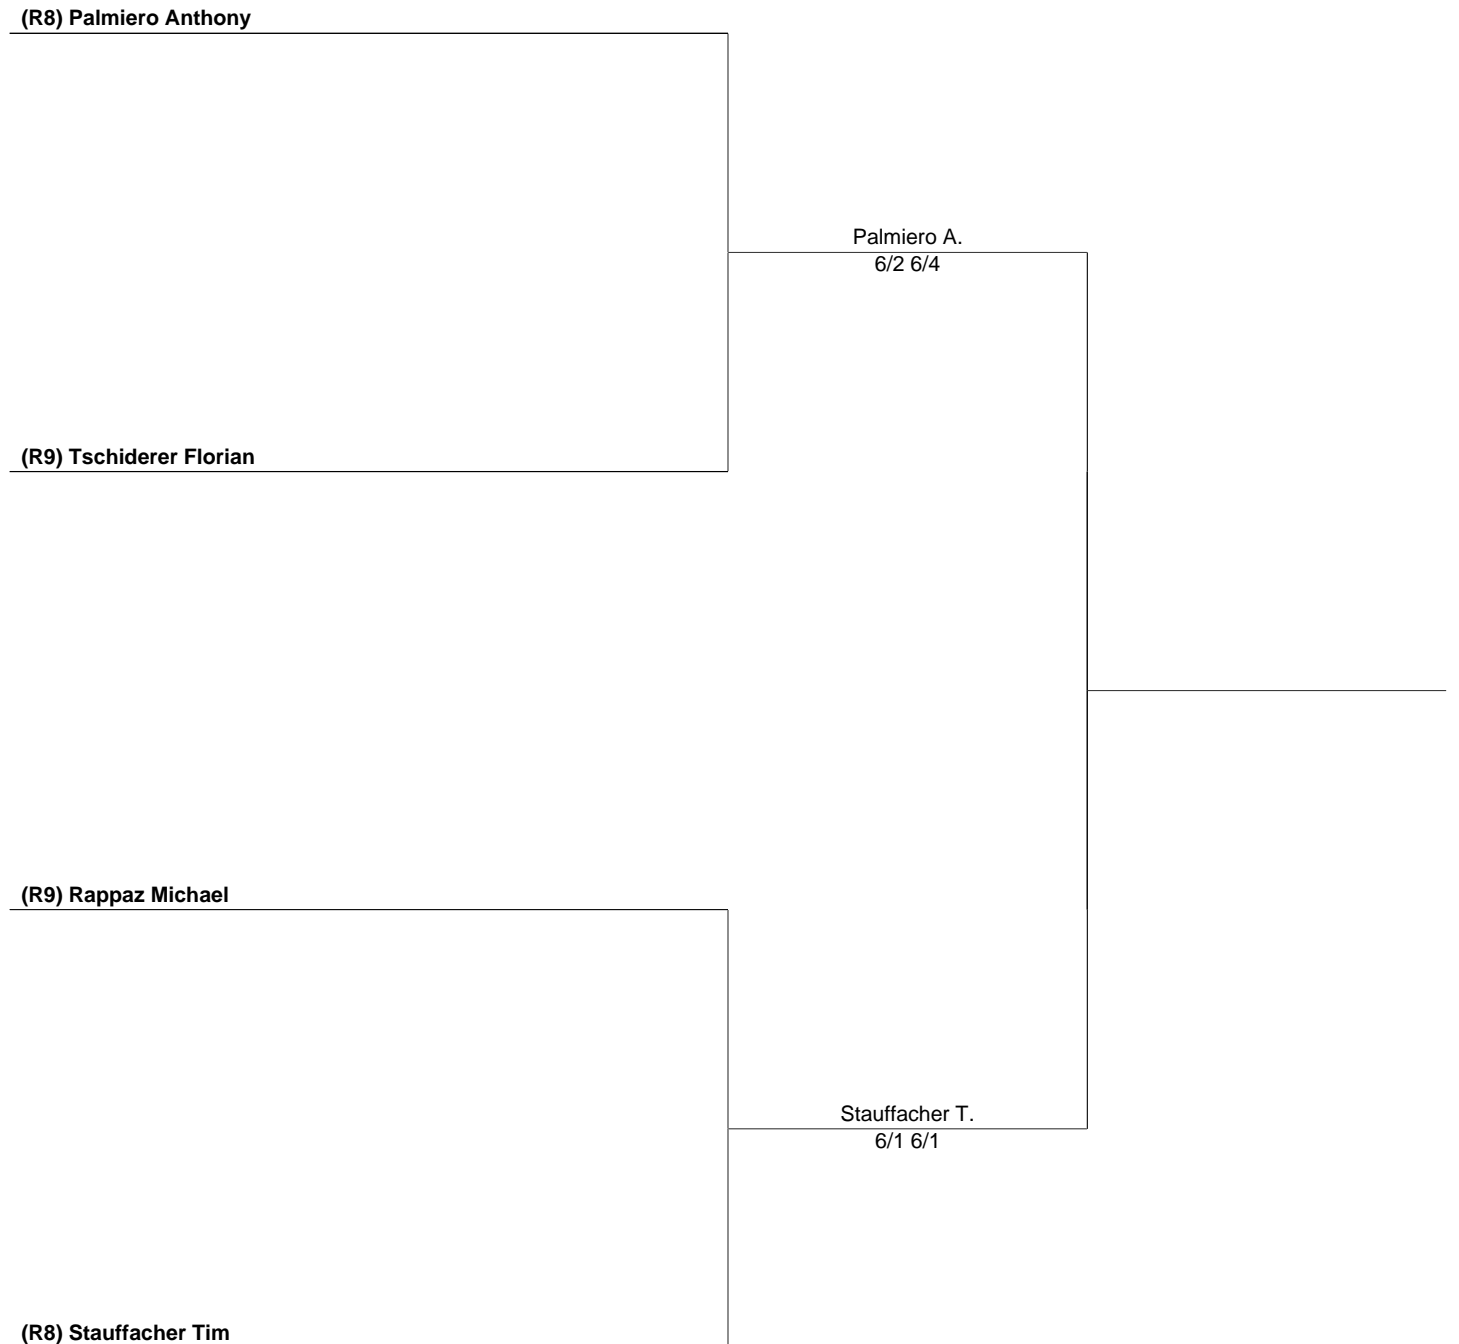 (R8) Palmiero Anthony
Palmiero A.
6/2 6/4
(R9) Tschiderer Florian
(R9) Rappaz Michael
Stauffacher T.
6/1 6/1
(R8) Stauffacher Tim